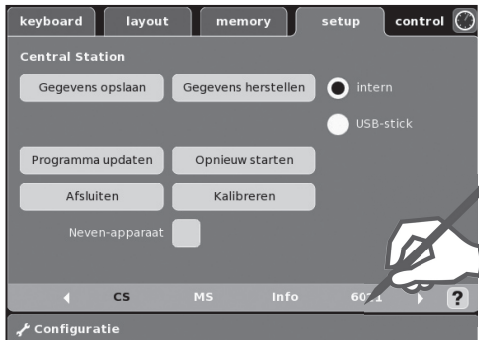 keyboard layout memory setup control
Central Station
Gegevens opslaan Gegevens herstellen intern
USB-stick
Programma updaten Opnieuw starten
Afsluiten Kalibreren
Neven-apparaat
CS MS Info ?
Configuratie